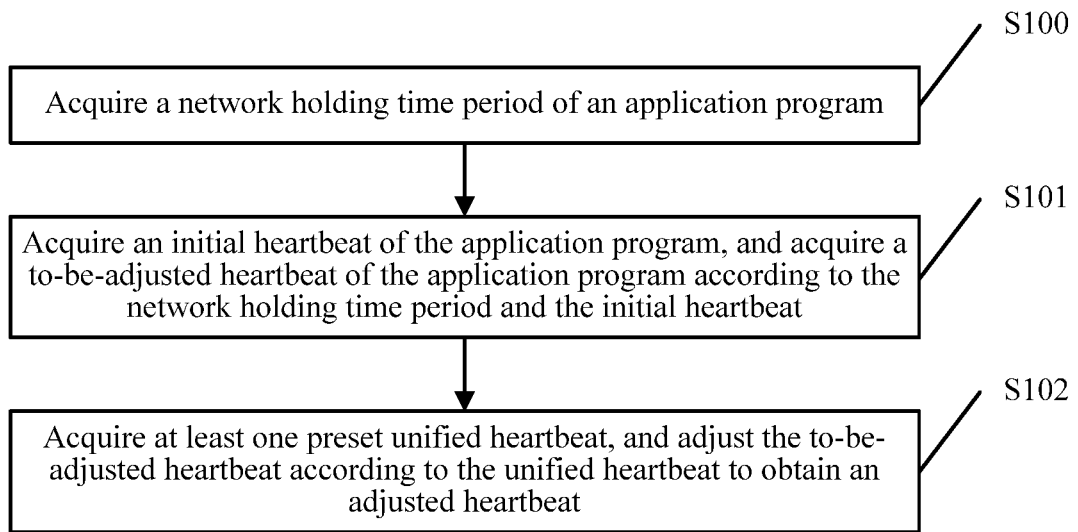 S100
Acquire a network holding time period of an application program
S101
Acquire an initial heartbeat of the application program, and acquire a
to-be-adjusted heartbeat of the application program according to the
network holding time period and the initial heartbeat
S102
Acquire at least one preset unified heartbeat, and adjust the to-be-
adjusted heartbeat according to the unified heartbeat to obtain an
adjusted heartbeat